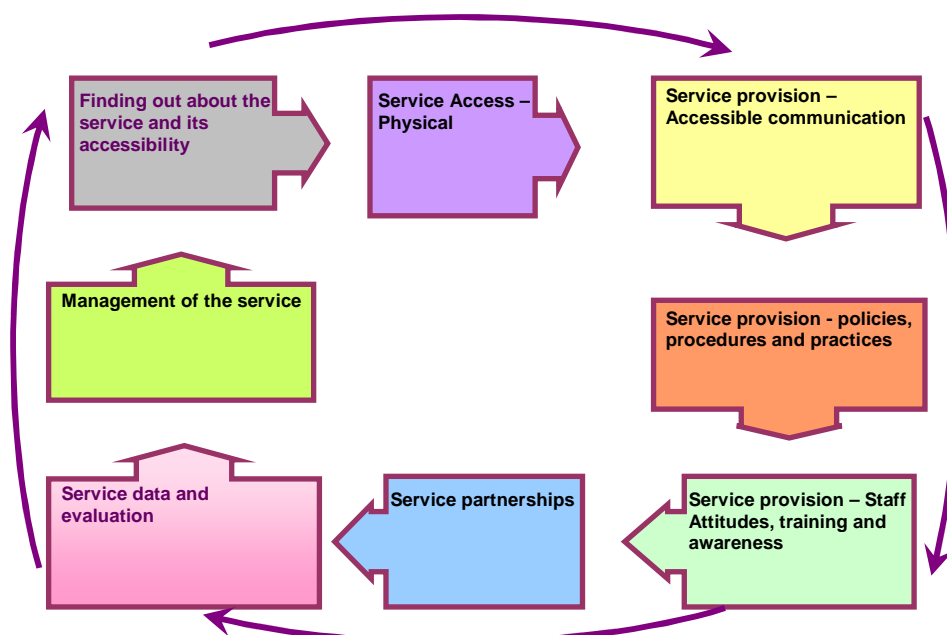 Finding out about the
service and its
accessibility
Service Access –
Physical
Service provision –
Accessible communication
Management of the service
Service provision - policies,
procedures and practices
Service data and
evaluation
Service partnerships
Service provision – Staff
Attitudes, training and
awareness